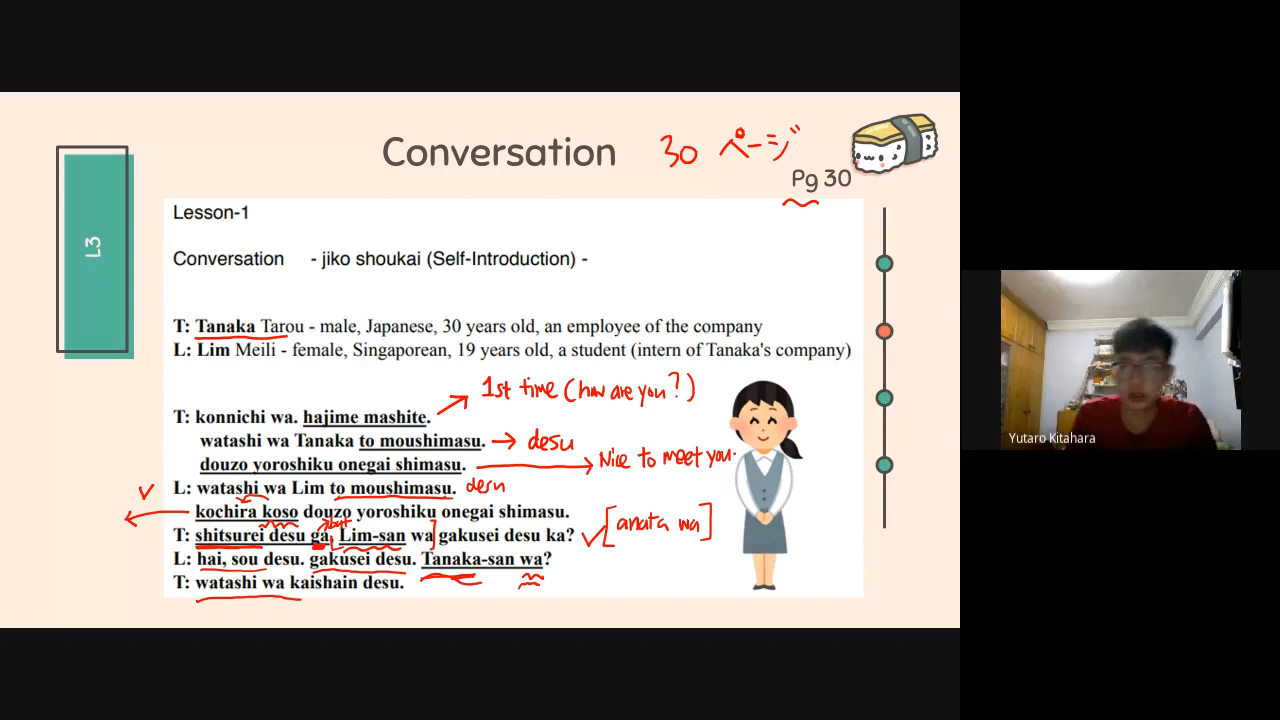 Conversation 30 ページ
Pg 30
L3
Lesson-1
Conversation - jiko shoukai (Self-Introduction) -
T: Tanaka Tarou - male, Japanese, 30 years old, an employee of the company
L: Lim Meili - female, Singaporean, 19 years old, a student (intern of Tanaka's company)
1st time (how are you?)
T: konnichi wa. hajime mashite.
watashi wa Tanaka to moushimasu. → desu
douzo yoroshiku onegai shimasu. Nice to meet you.
L: watashi wa Lim to moushimasu. desu
kochira koso douzo yoroshiku onegai shimasu.
but
T: shitsurei desu ga, [Lim-san wa] gakusei desu ka? [anata wa]
L: hai, sou desu. gakusei desu. Tanaka-san wa?
T: watashi wa kaishain desu.
Yutaro Kitahara